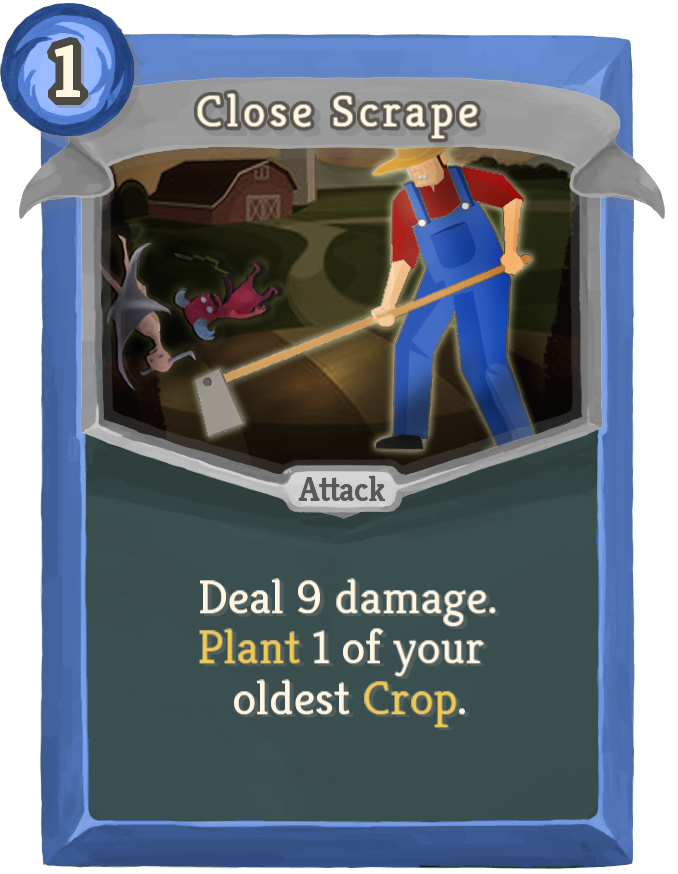 1
Close Scrape
Attack
Deal 9 damage.
Plant 1 of your
oldest Crop.